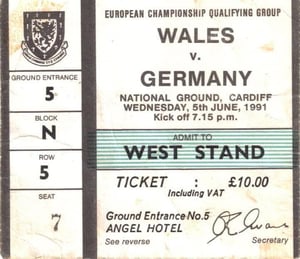 EUROPEAN CHAMPIONSHIP QUALIFYING GROUP
WALES
v.
GERMANY
NATIONAL GROUND, CARDIFF
WEDNESDAY, 5th JUNE, 1991
Kick off 7.15 p.m.
GROUND ENTRANCE
5
BLOCK
N
ROW
5
SEAT
7
ADMIT TO
WEST STAND
TICKET : £10.00
Including VAT
Ground Entrance No.5
ANGEL HOTEL
See reverse
Secretary